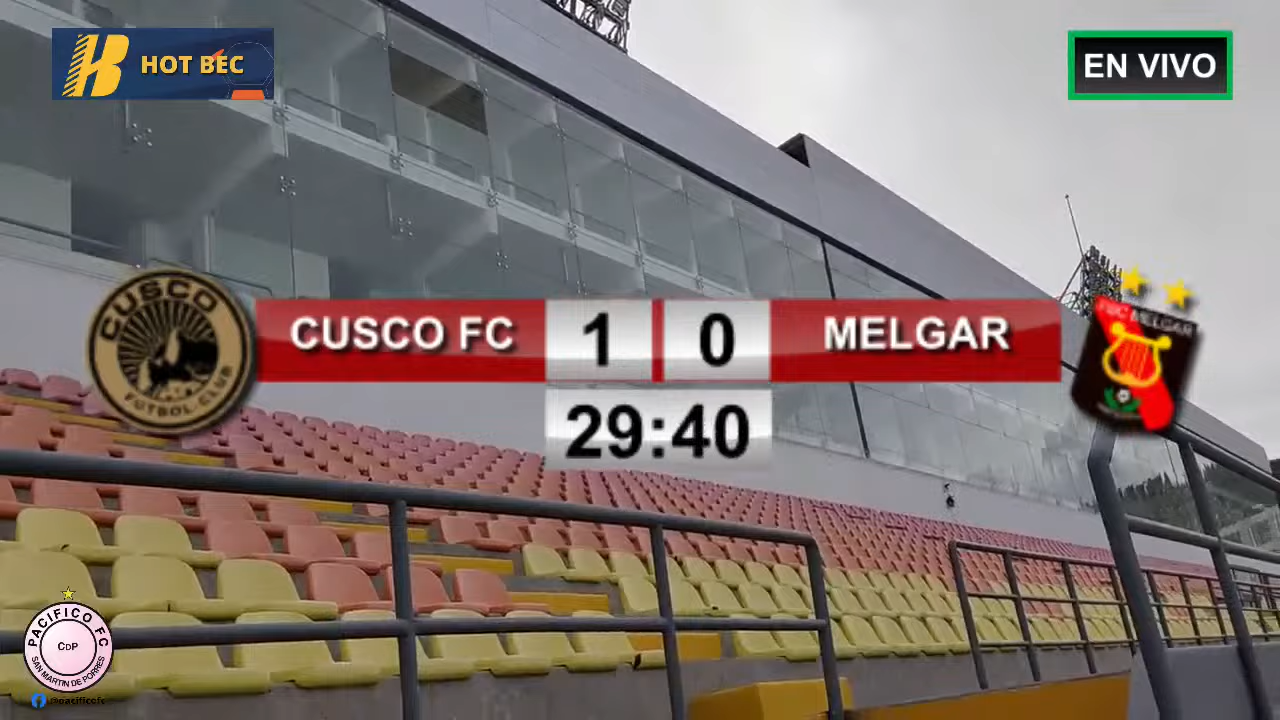 HOT BEC
EN VIVO
CUSCO
FUTBOL CLUB
CUSCO FC 1 0 MELGAR
29:40
FBC MELGAR
PACIFICO FC
CDP
SAN MARTIN DE PORRES
@pacificofc